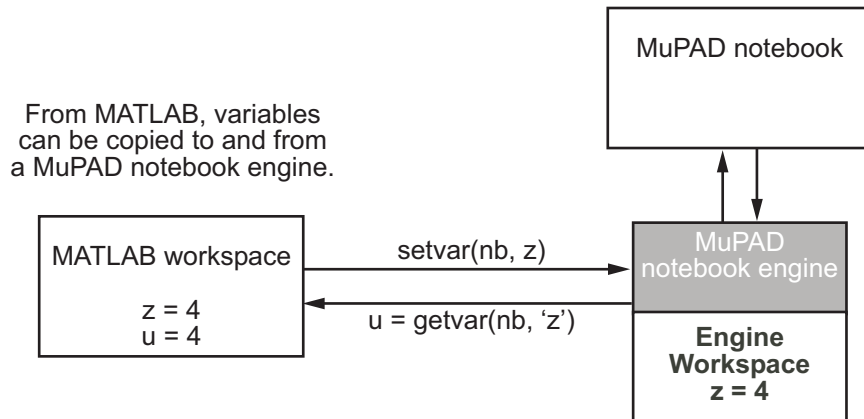 MuPAD notebook
From MATLAB, variables
can be copied to and from
a MuPAD notebook engine.
MATLAB workspace
z = 4
u = 4
setvar(nb, z)
u = getvar(nb, ‘z’)
MuPAD
notebook engine
Engine
Workspace
z = 4